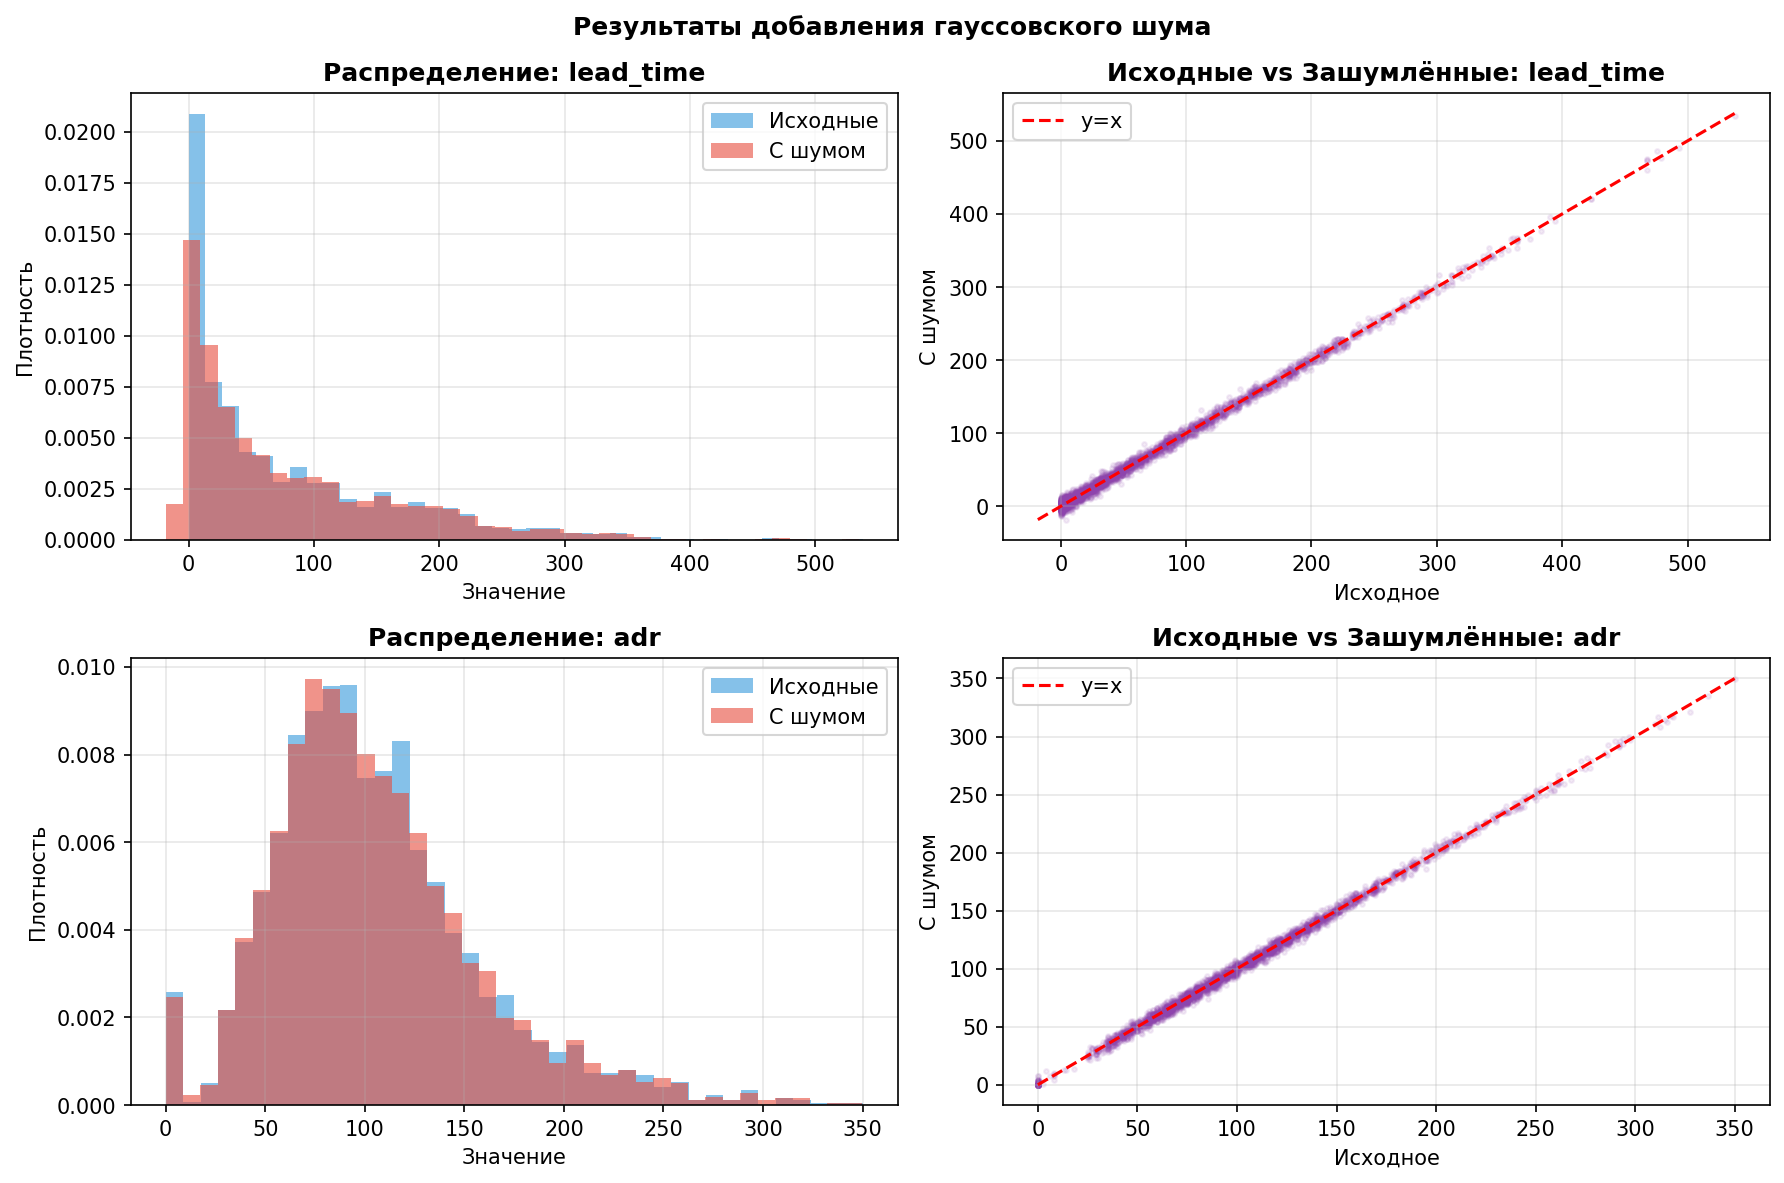 Результаты добавления гауссовского шума
Распределение: lead_time
Исходные
С шумом
0.0200
0.0175
0.0150
0.0125
0.0100
0.0075
0.0050
0.0025
0.0000
Плотность
0 100 200 300 400 500
Значение
Исходные vs Зашумлённые: lead_time
y=x
500
400
300
200
100
0
С шумом
0 100 200 300 400 500
Исходное
Распределение: adr
Исходные
С шумом
0.010
0.008
0.006
0.004
0.002
0.000
Плотность
0 50 100 150 200 250 300 350
Значение
Исходные vs Зашумлённые: adr
y=x
350
300
250
200
150
100
50
0
С шумом
0 50 100 150 200 250 300 350
Исходное